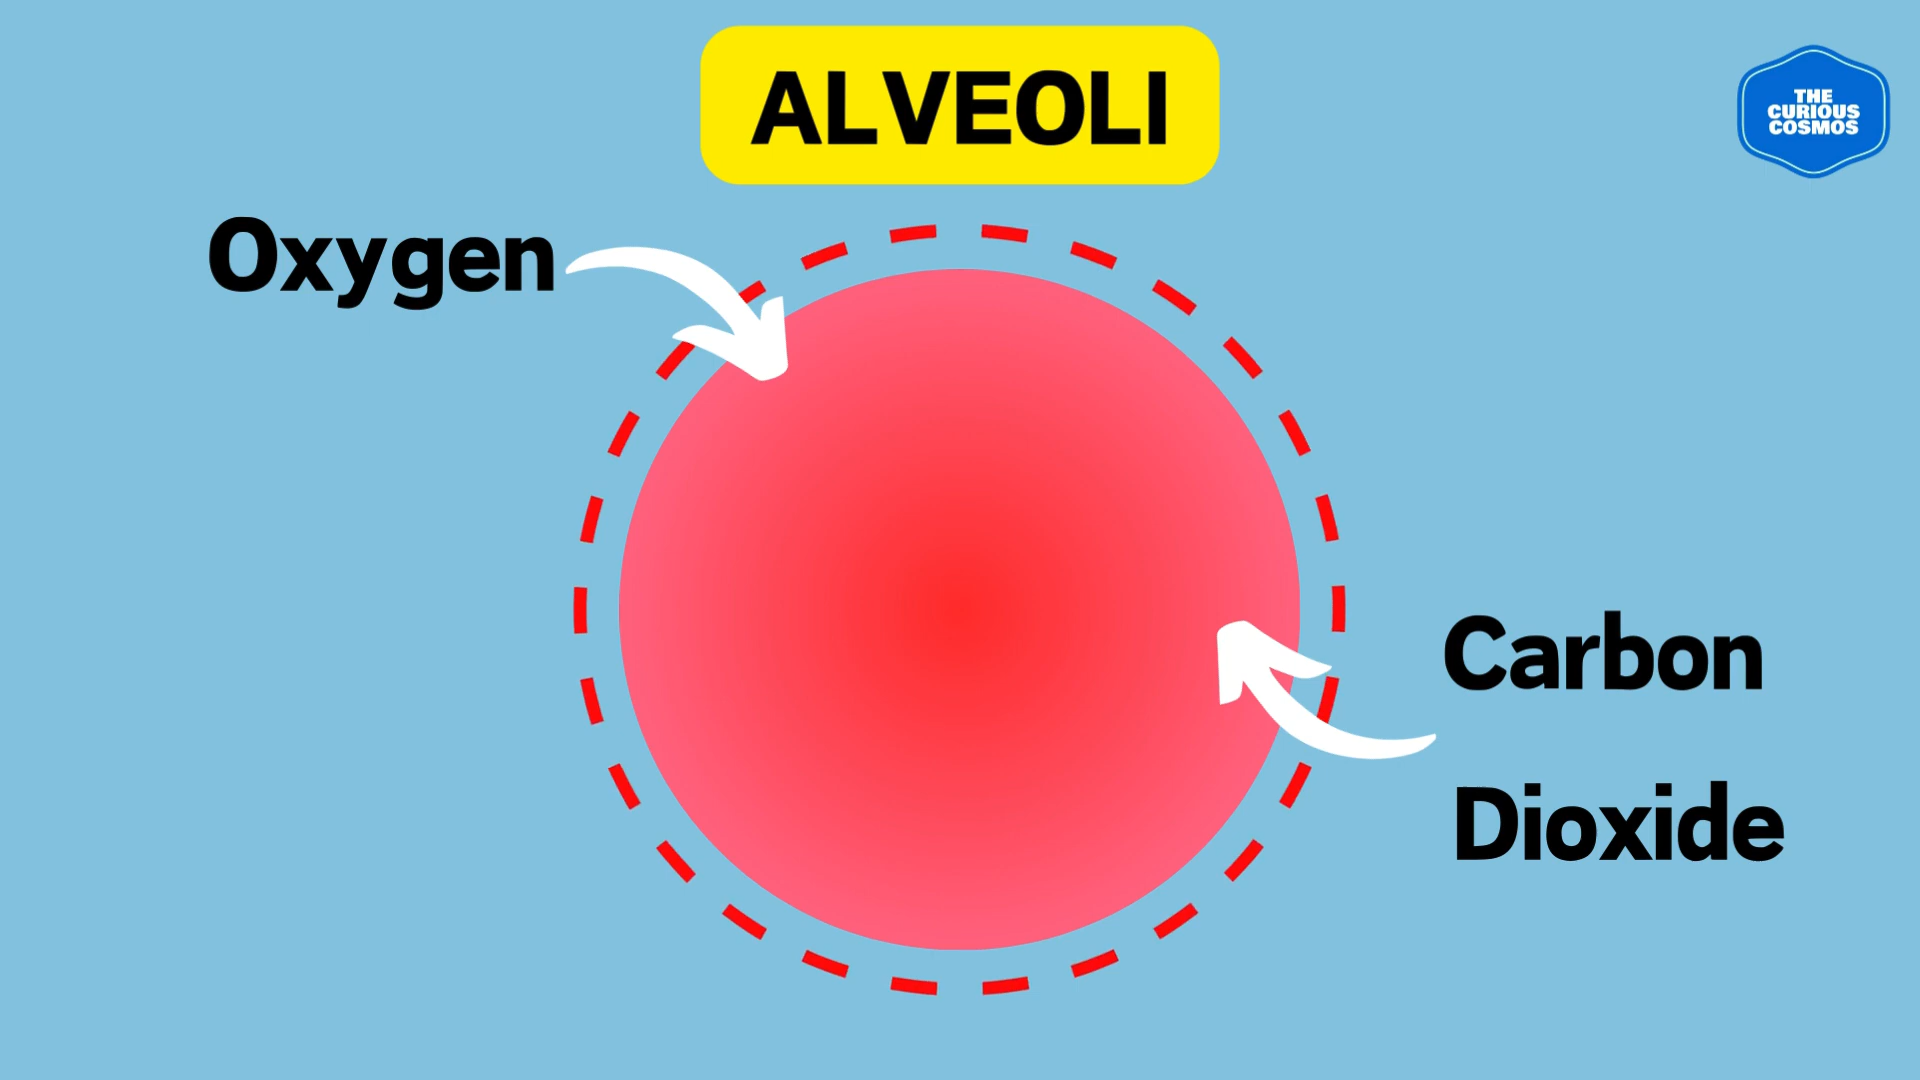 ALVEOLI
THE
CURIOUS
COSMOS
Oxygen
Carbon
Dioxide